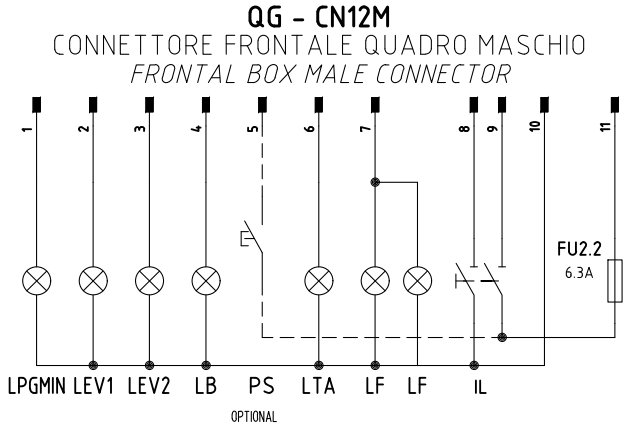 QG - CN12M
CONNETTORE FRONTALE QUADRO MASCHIO
FRONTAL BOX MALE CONNECTOR
1 2 3 4 5 6 7 8 9 10 11
FU2.2
6.3A
LPGMIN LEV1 LEV2 LB PS LTA LF LF IL
OPTIONAL